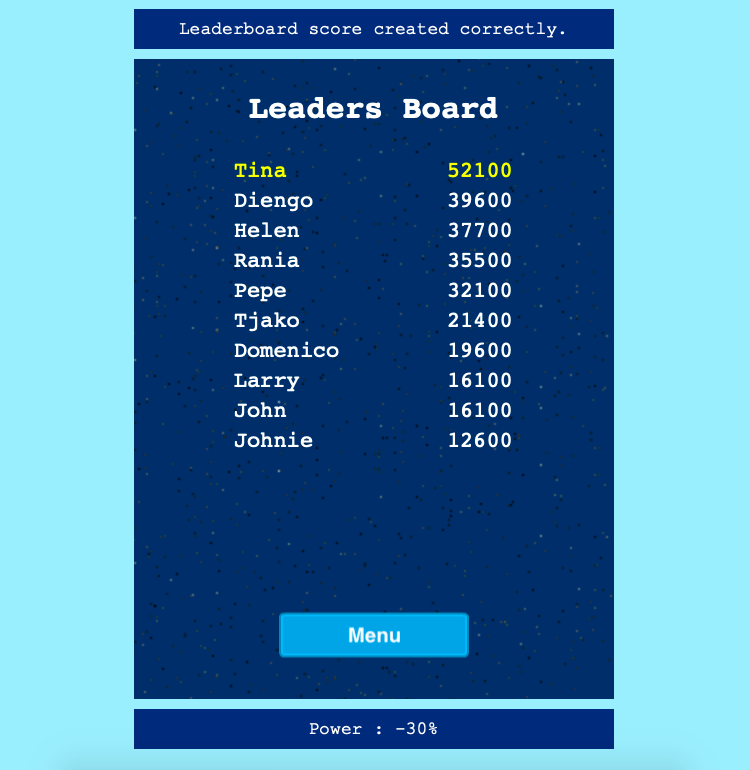 Leaderboard score created correctly.
Leaders Board
Tina 52100
Diengo 39600
Helen 37700
Rania 35500
Pepe 32100
Tjako 21400
Domenico 19600
Larry 16100
John 16100
Johnie 12600
Menu
Power : -30%